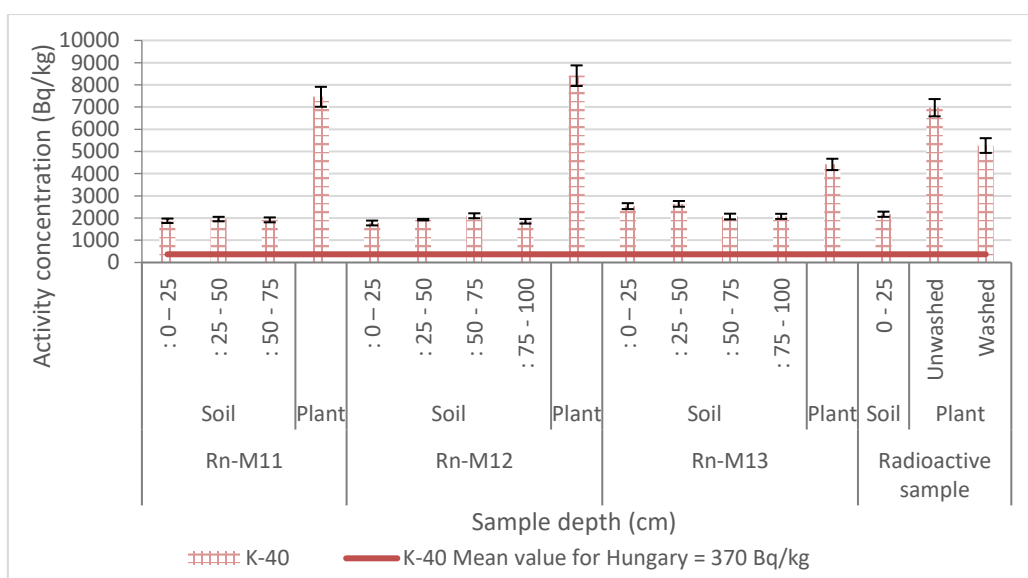 10000
9000
8000
7000
6000
5000
4000
3000
2000
1000
0
Activity concentration (Bq/kg)
: 0 – 25
: 25 - 50
: 50 - 75
: 0 – 25
: 25 - 50
: 50 - 75
: 75 - 100
: 0 – 25
: 25 - 50
: 50 - 75
: 75 - 100
0 - 25
Unwashed
Washed
Soil Plant Soil Plant Soil Plant Soil Plant
Rn-M11 Rn-M12 Rn-M13 Radioactive
sample
Sample depth (cm)
K-40 K-40 Mean value for Hungary = 370 Bq/kg